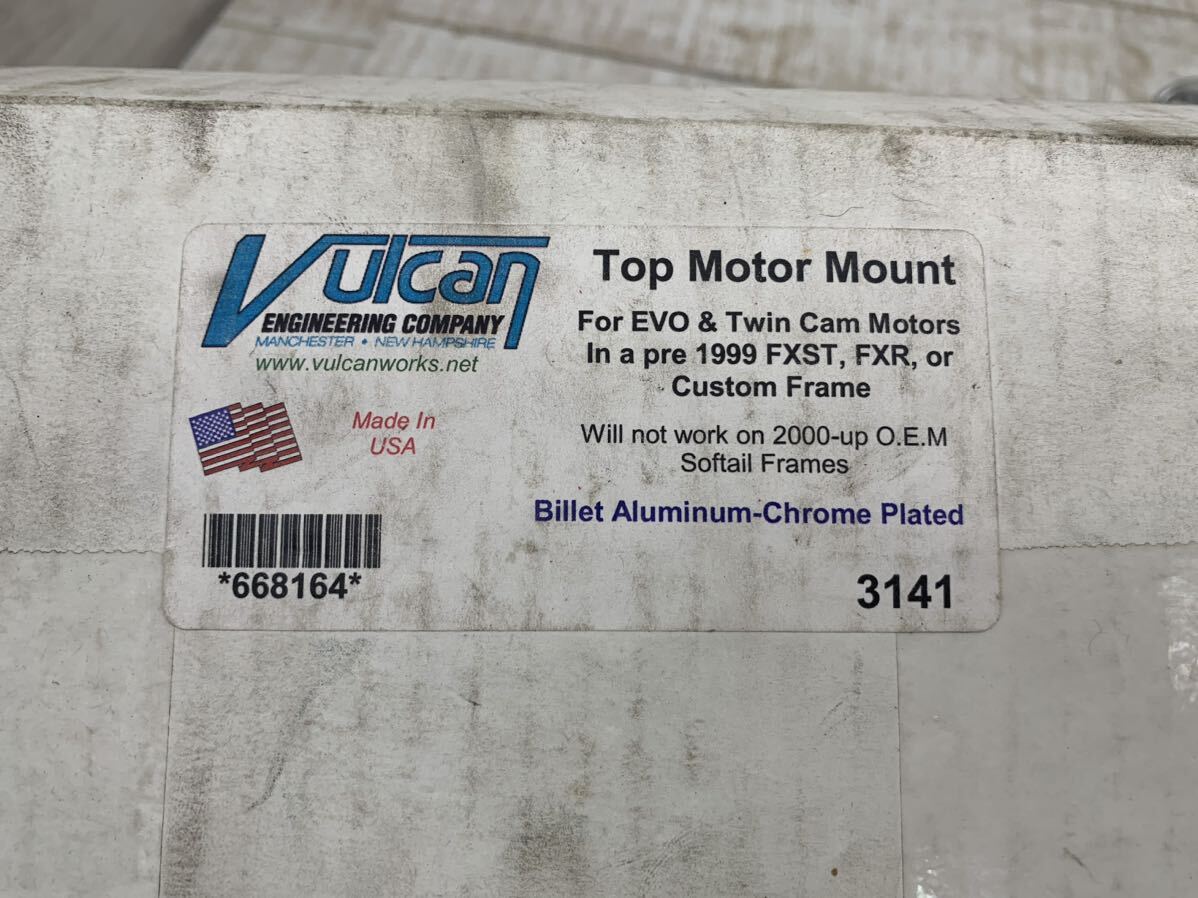 Vulcan
ENGINEERING COMPANY
MANCHESTER • NEW HAMPSHIRE
www.vulcanworks.net
Made In
USA
*668164*
Top Motor Mount
For EVO & Twin Cam Motors
In a pre 1999 FXST, FXR, or
Custom Frame
Will not work on 2000-up O.E.M
Softail Frames
Billet Aluminum-Chrome Plated
3141